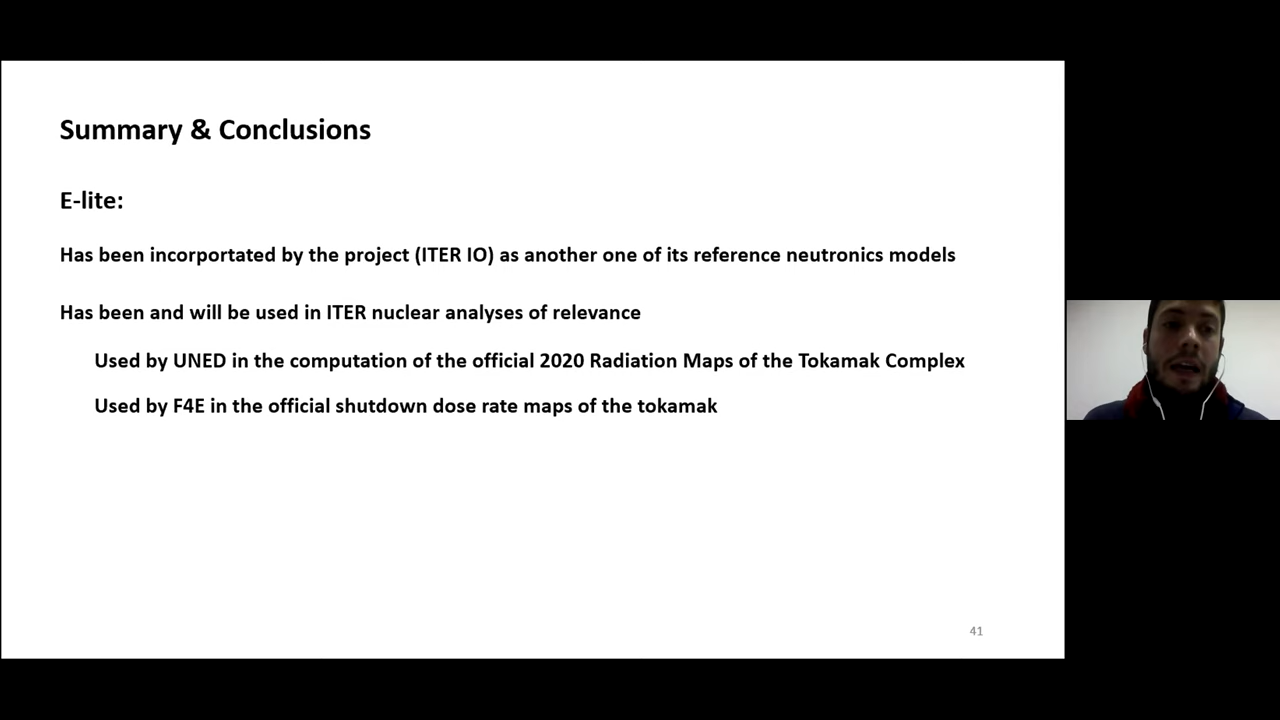 Summary & Conclusions
E-lite:
Has been incorportated by the project (ITER IO) as another one of its reference neutronics models
Has been and will be used in ITER nuclear analyses of relevance
Used by UNED in the computation of the official 2020 Radiation Maps of the Tokamak Complex
Used by F4E in the official shutdown dose rate maps of the tokamak
41